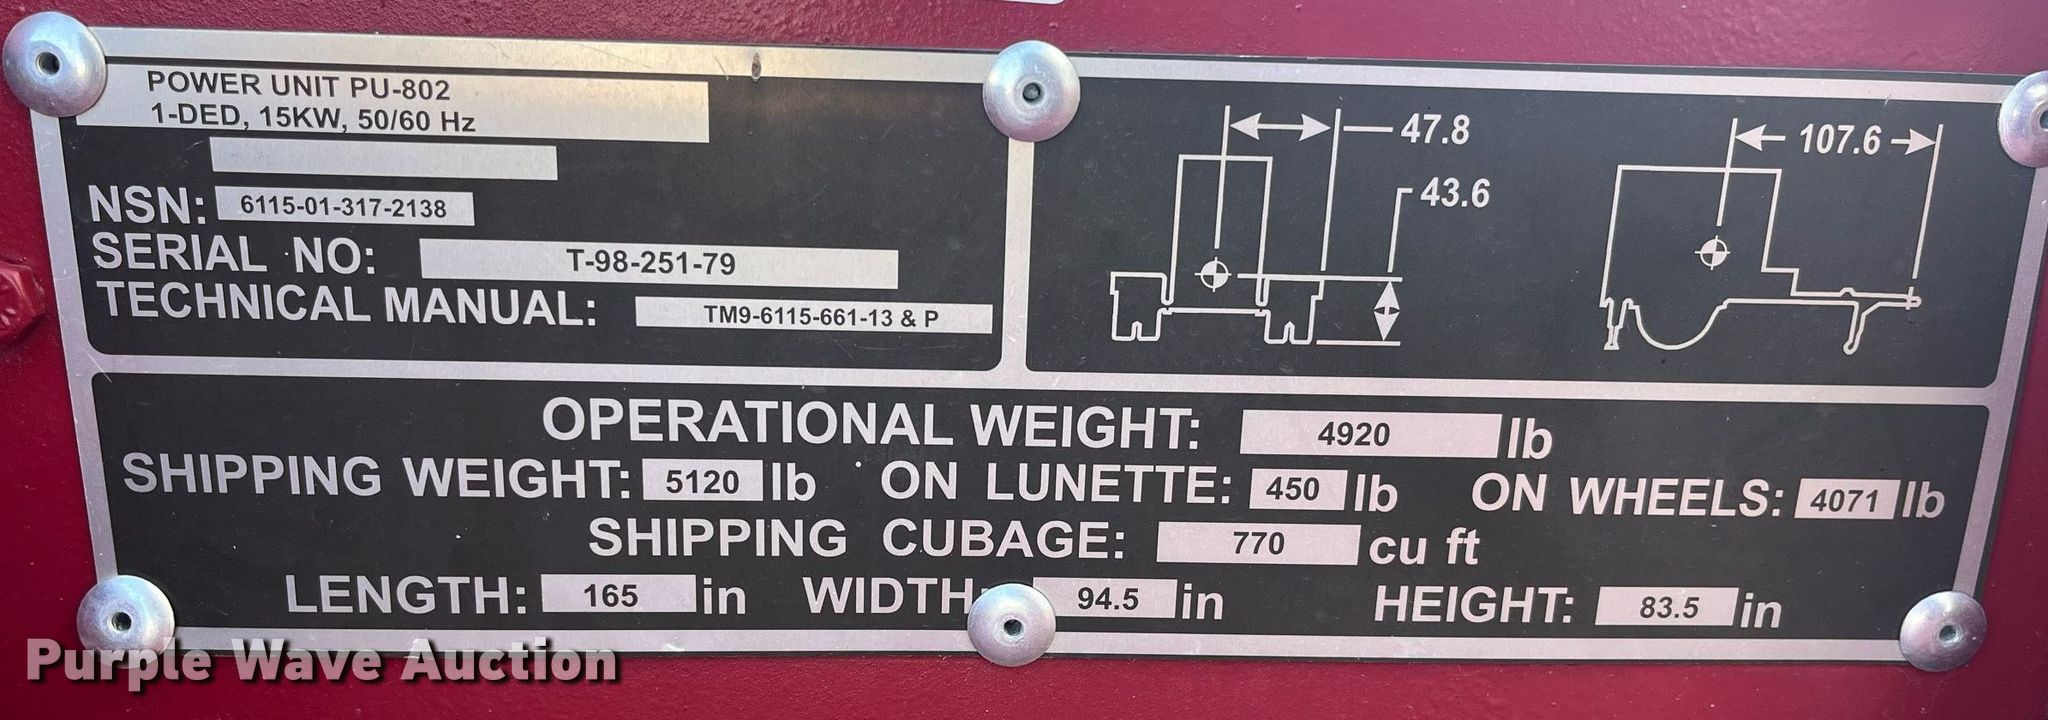 POWER UNIT PU-802
1-DED, 15KW, 50/60 Hz
NSN: 6115-01-317-2138
SERIAL NO: T-98-251-79
TECHNICAL MANUAL: TM9-6115-661-13 & P
47.8
43.6
107.6
OPERATIONAL WEIGHT: 4920 lb
SHIPPING WEIGHT: 5120 lb ON LUNETTE: 450 lb ON WHEELS: 4071 lb
SHIPPING CUBAGE: 770 cu ft
LENGTH: 165 in WIDTH: 94.5 in HEIGHT: 83.5 in
Purple Wave Auction